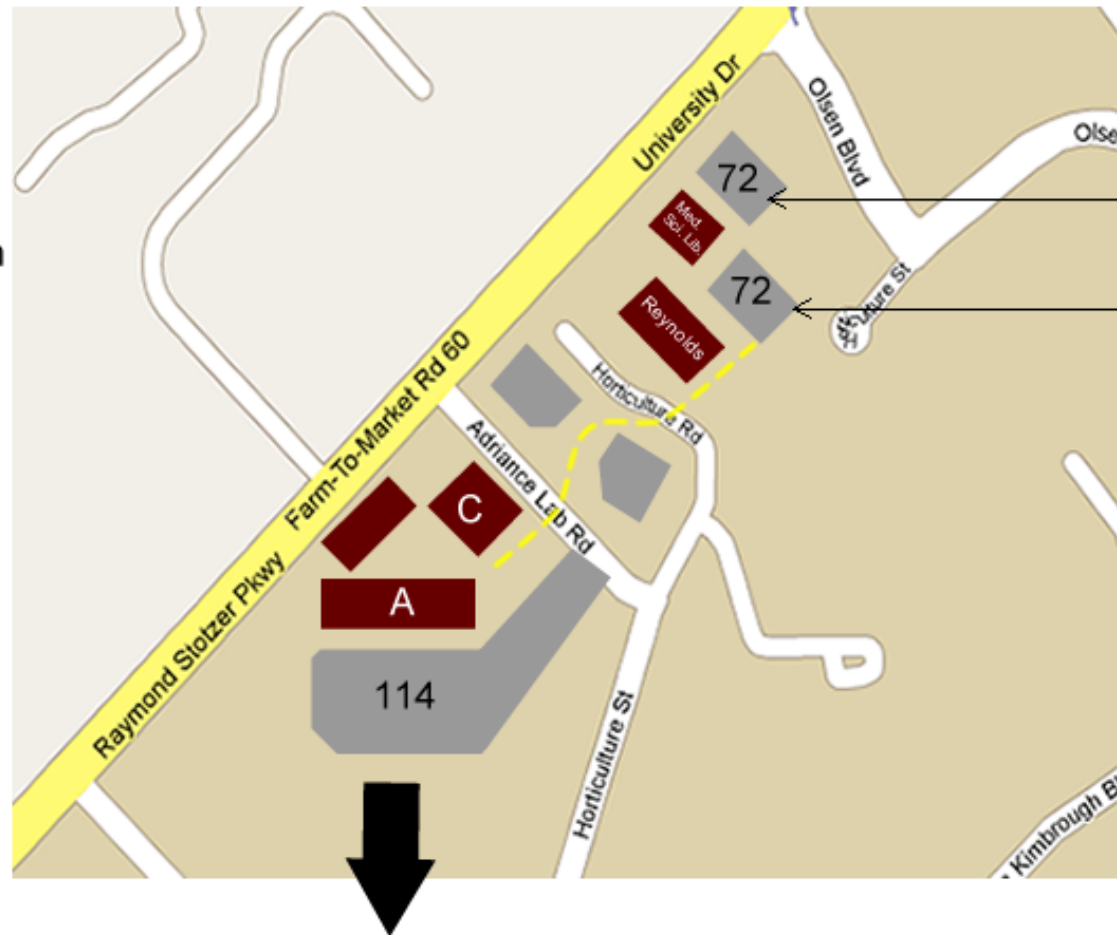 University Dr
Olsen Blvd
Olse
72
Med.
Sci. Lib.
72
Reynolds
Horticulture Rd
Farm-To-Market Rd 60
Adriance Lab Rd
C
A
Raymond Stotzer Pkwy
114
Horticulture St
Kimbrough B